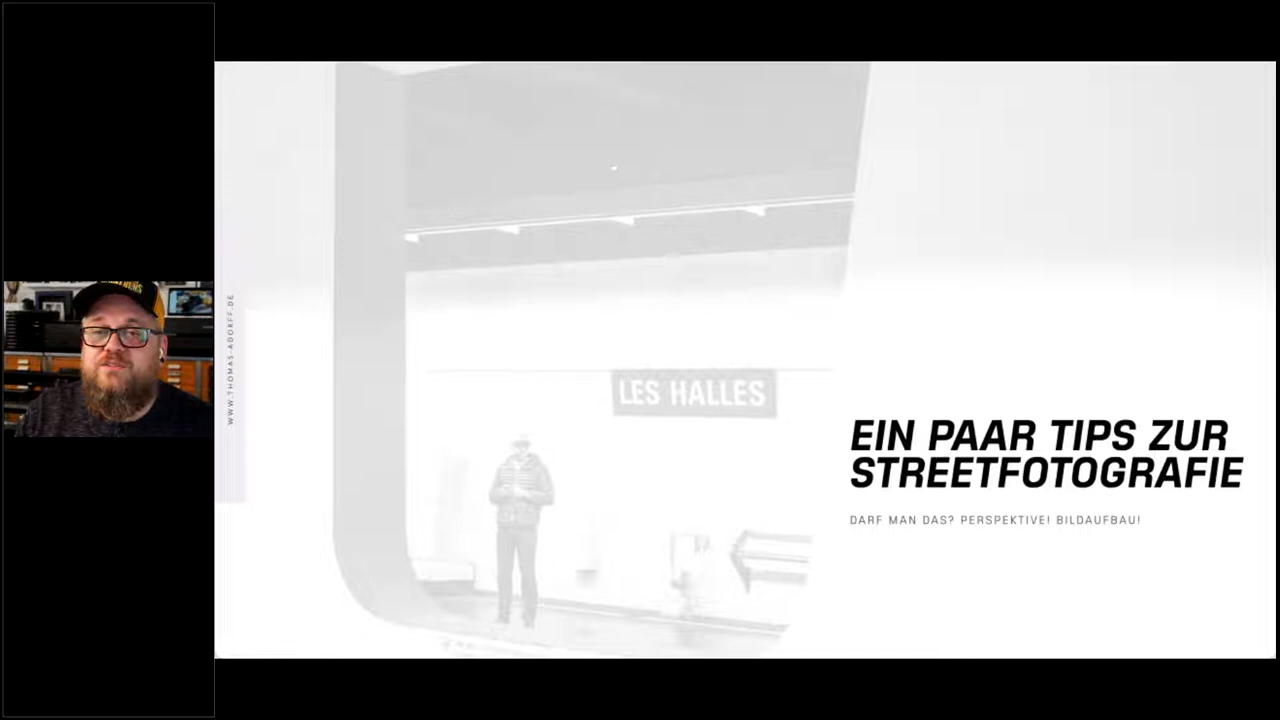 WWW.THOMAS-ADORFF.DE
LES HALLES
EIN PAAR TIPS ZUR
STREETFOTOGRAFIE
DARF MAN DAS? PERSPEKTIVE! BILDAUFBAU!